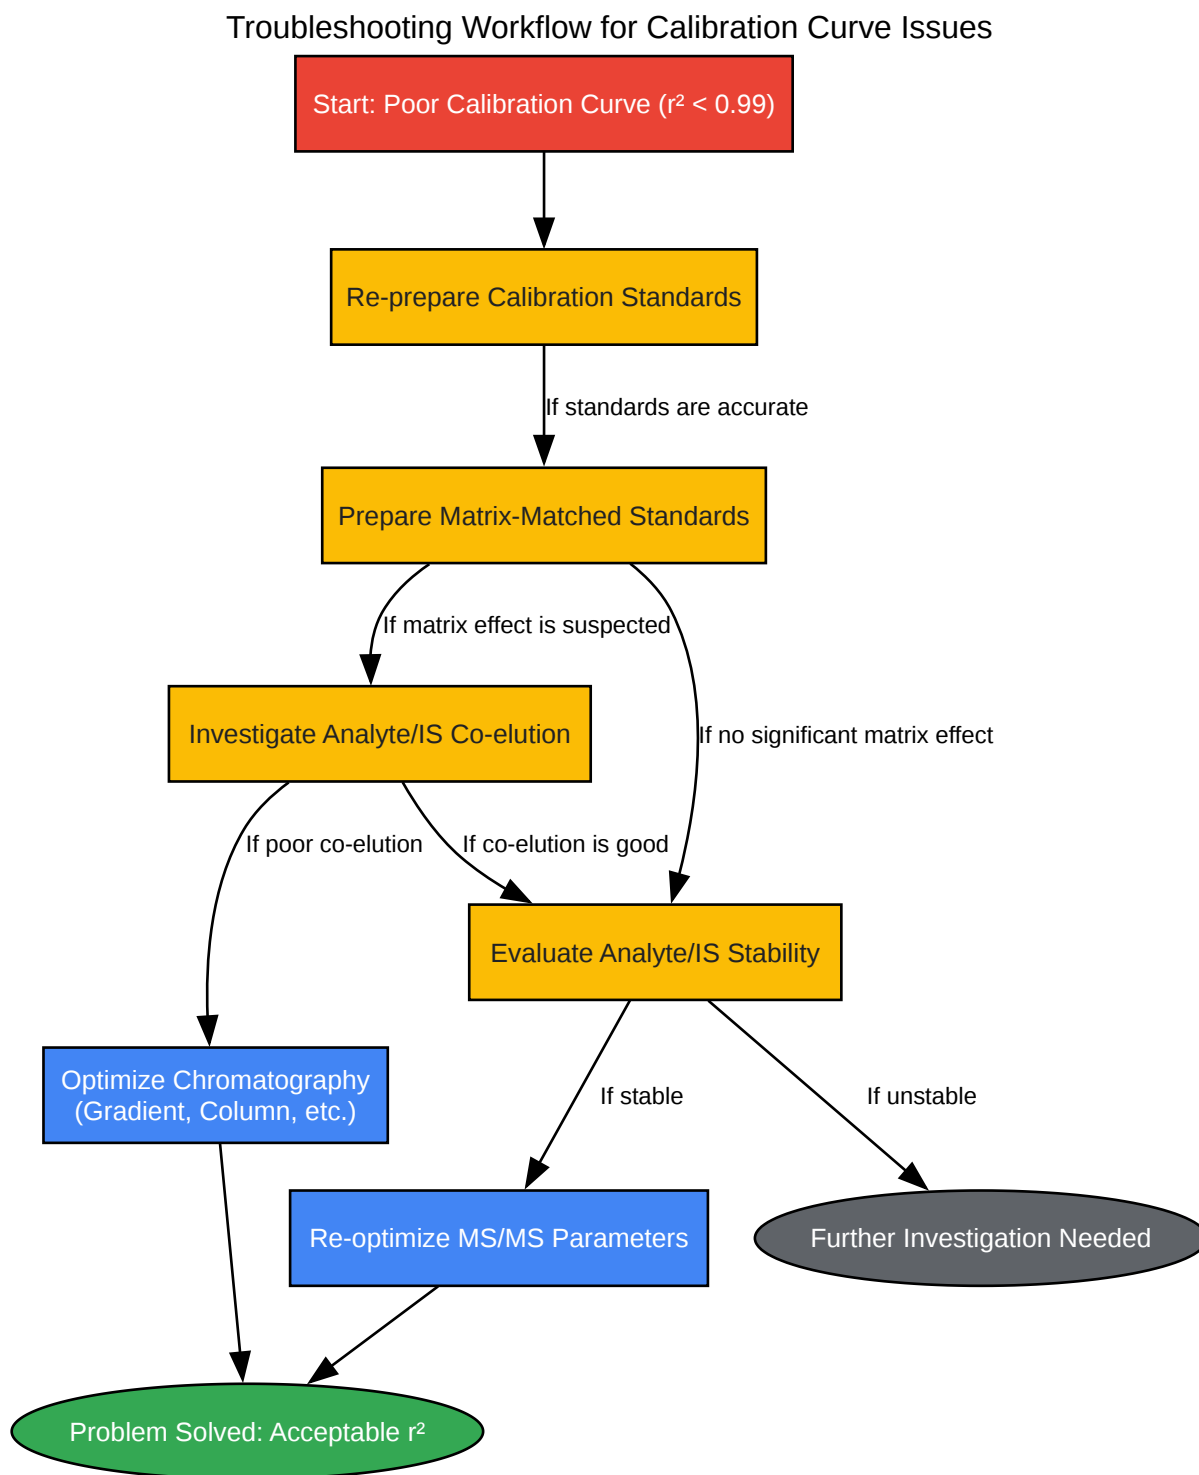 Troubleshooting Workflow for Calibration Curve Issues
Start: Poor Calibration Curve (r² < 0.99)
Re-prepare Calibration Standards
If standards are accurate
Prepare Matrix-Matched Standards
If matrix effect is suspected
Investigate Analyte/IS Co-elution
If no significant matrix effect
If poor co-elution
If co-elution is good
Evaluate Analyte/IS Stability
Optimize Chromatography
(Gradient, Column, etc.)
If stable
If unstable
Re-optimize MS/MS Parameters
Further Investigation Needed
Problem Solved: Acceptable r²